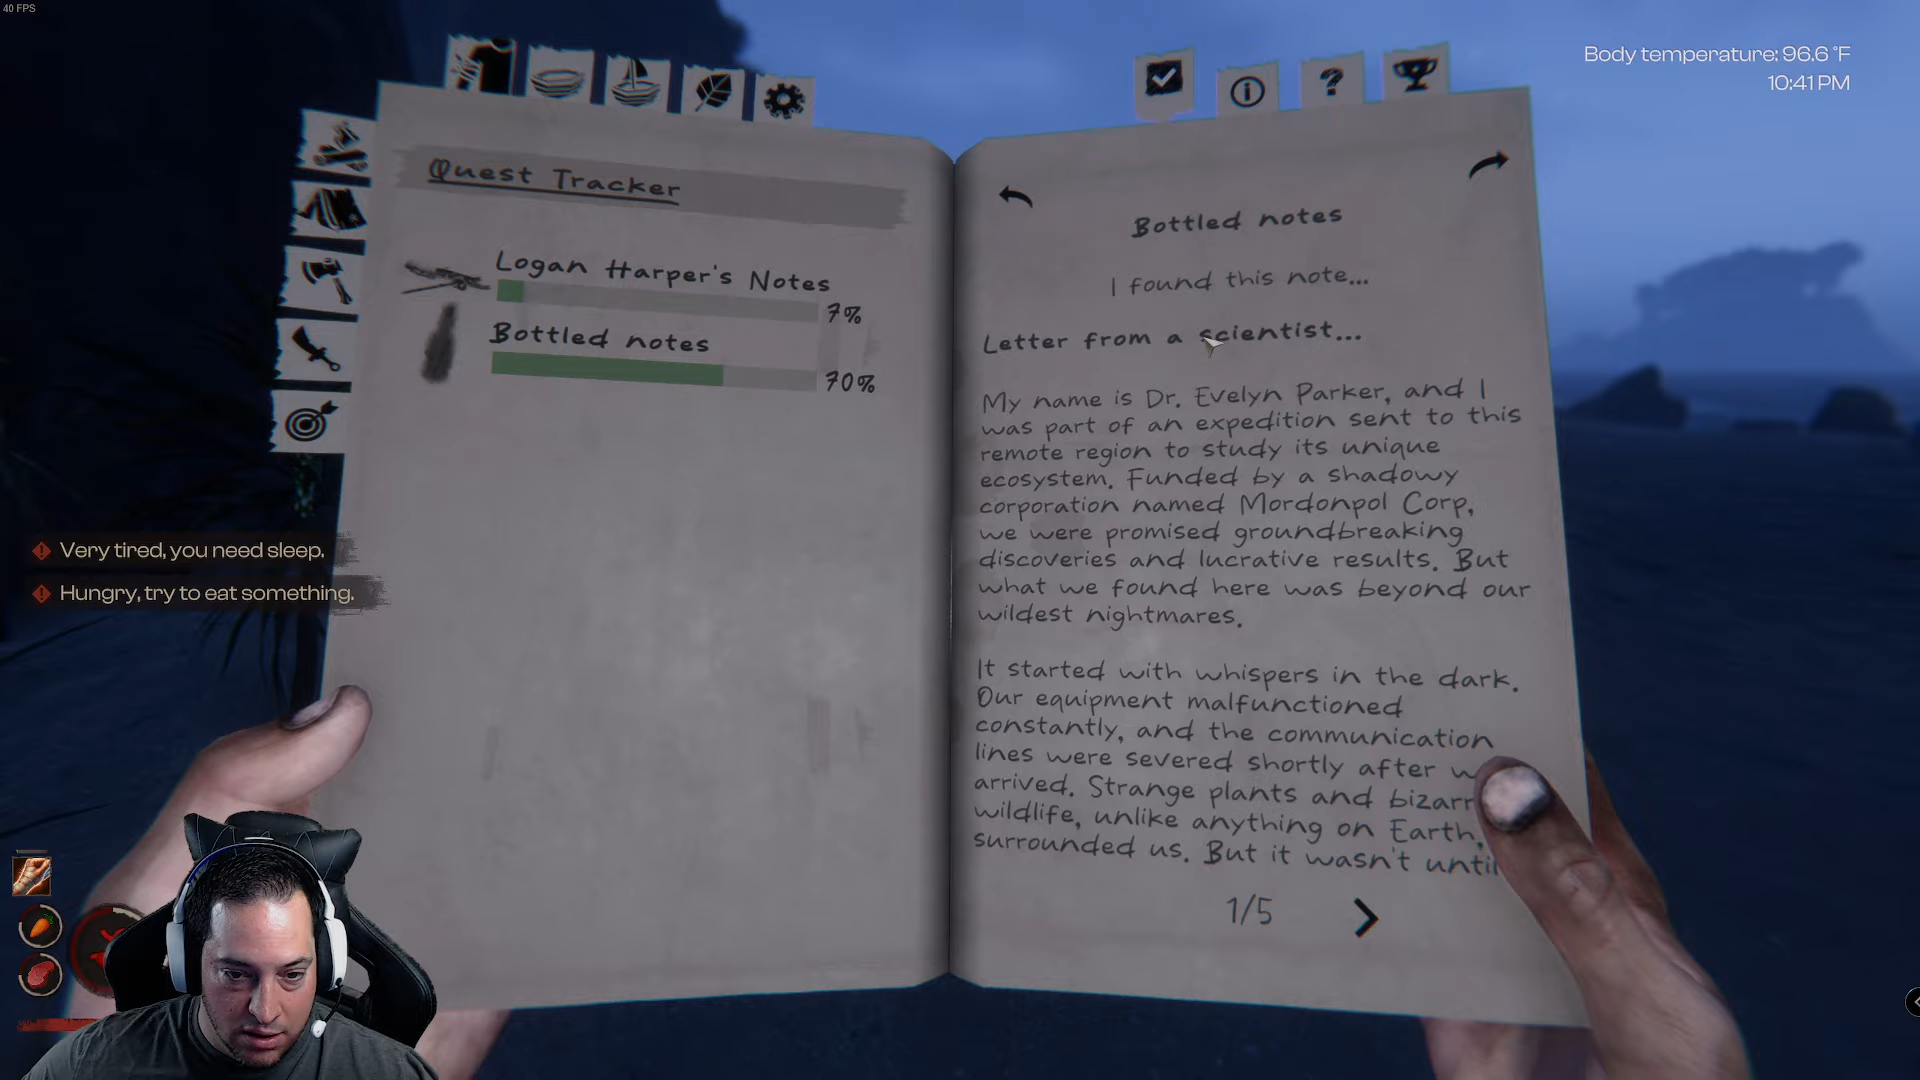 40 FPS
Body temperature: 96.6 °F
10:41 PM
Quest Tracker
Logan Harper's Notes
7%
Bottled notes
70%
Very tired, you need sleep.
Hungry, try to eat something.
Bottled notes
I found this note...
Letter from a scientist...
My name is Dr. Evelyn Parker, and I
was part of an expedition sent to this
remote region to study its unique
ecosystem. Funded by a shadowy
corporation named Mordonpol Corp,
we were promised groundbreaking
discoveries and lucrative results. But
what we found here was beyond our
wildest nightmares.
It started with whispers in the dark.
Our equipment malfunctioned
constantly, and the communication
lines were severed shortly after
arrived. Strange plants and bizarr
wildlife, unlike anything on Earth,
surrounded us. But it wasn't until
1/5